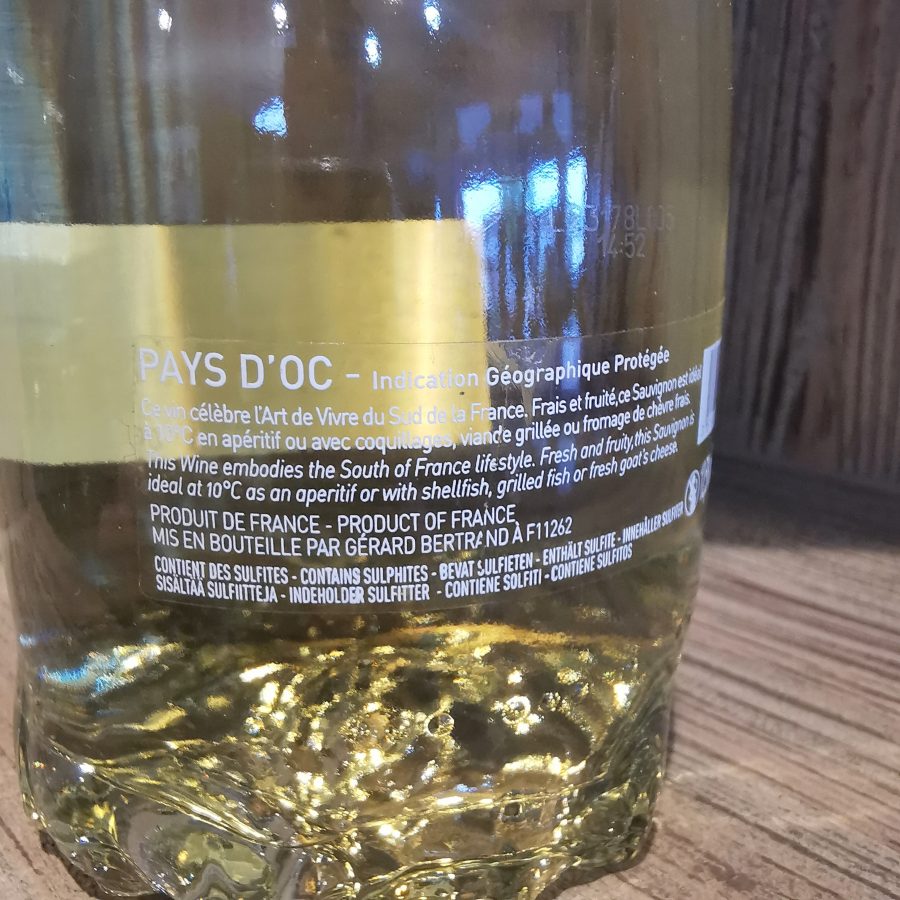 14:52
PAYS D'OC - Indication Géographique Protégée
Ce vin célèbre l'Art de Vivre du Sud de la France. Frais et fruité,ce Sauvignon est idéal
à 10°C en apéritif ou avec coquillages, viande grillée ou fromage de chèvre frais.
This Wine embodies the South of France lifestyle. Fresh and fruity,this Sauvignon is
ideal at 10°C as an aperitif or with shellfish, grilled fish or fresh goat's cheese.
PRODUIT DE FRANCE - PRODUCT OF FRANCE
MIS EN BOUTEILLE PAR GÉRARD BERTRAND À F11262
CONTIENT DES SULFITES - CONTAINS SULPHITES - BEVAT SULFIETEN - ENTHÄLT SULFITE - INNEHÅLLER SULFITER
SISÄLTÄÄ SULFIITTEJA - INDEHOLDER SULFITTER - CONTIENE SOLFITI - CONTIENE SULFITOS